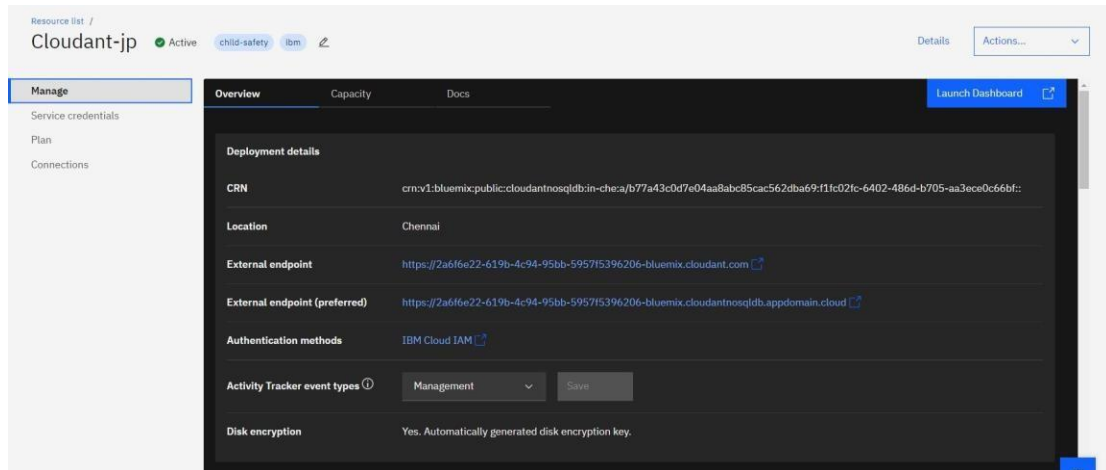 Resource list /
Cloudant-jp Active child-safety ibm Details Actions...
Manage
Service credentials
Plan
Connections
Overview Capacity Docs Launch Dashboard
Deployment details
CRN crn:v1:bluemix:public:cloudantnosqldb:in-che:a/b77a43c0d7e04aa8abc85cac562dba69:f1fc02fc-6402-486d-b705-aa3ece0c66bf::
Location Chennai
External endpoint https://2a6f6e22-619b-4c94-95bb-5957f5396206-bluemix.cloudant.com
External endpoint (preferred) https://2a6f6e22-619b-4c94-95bb-5957f5396206-bluemix.cloudantnosqldb.appdomain.cloud
Authentication methods IBM Cloud IAM
Activity Tracker event types Management Save
Disk encryption Yes. Automatically generated disk encryption key.